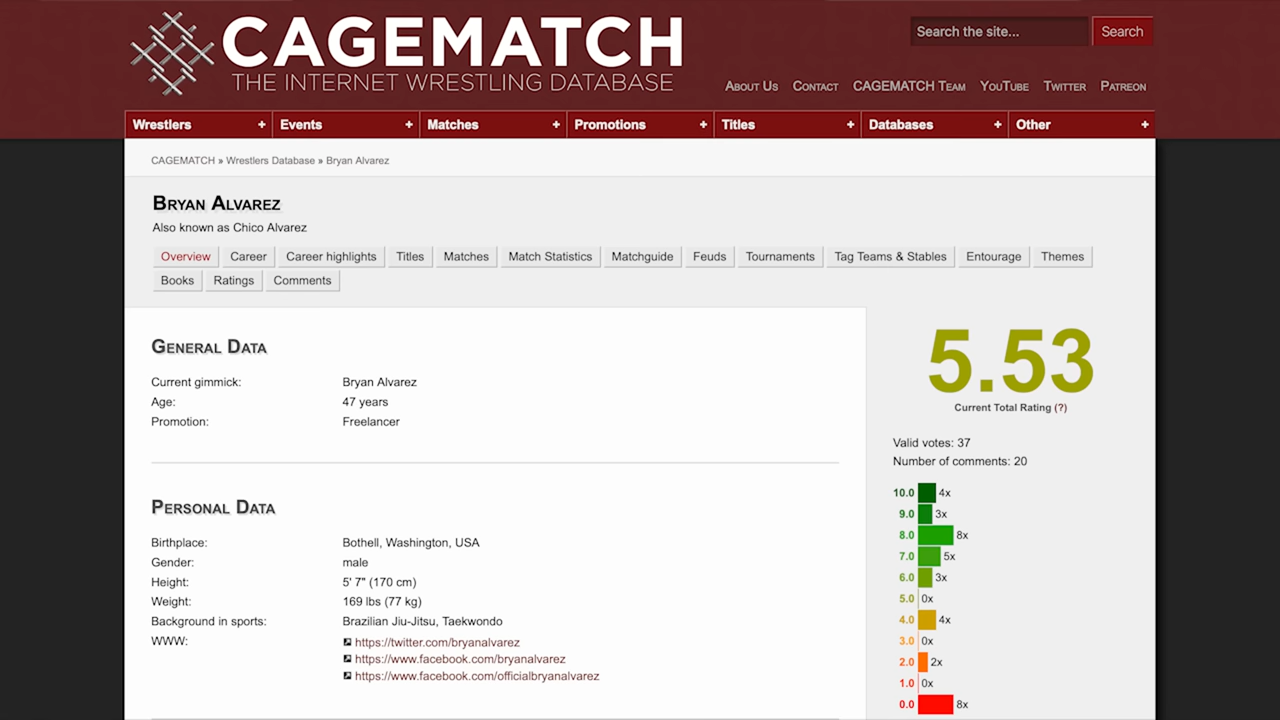 CAGEMATCH
THE INTERNET WRESTLING DATABASE
Search the site...
Search
About Us Contact CAGEMATCH Team YouTube Twitter Patreon
Wrestlers + Events + Matches + Promotions + Titles + Databases + Other +
CAGEMATCH » Wrestlers Database » Bryan Alvarez
Bryan Alvarez
Also known as Chico Alvarez
Overview Career Career highlights Titles Matches Match Statistics Matchguide Feuds Tournaments Tag Teams & Stables Entourage Themes
Books Ratings Comments
General Data
Current gimmick: Bryan Alvarez
Age: 47 years
Promotion: Freelancer
Personal Data
Birthplace: Bothell, Washington, USA
Gender: male
Height: 5' 7" (170 cm)
Weight: 169 lbs (77 kg)
Background in sports: Brazilian Jiu-Jitsu, Taekwondo
WWW: https://twitter.com/bryanalvarez
https://www.facebook.com/bryanalvarez
https://www.facebook.com/officialbryanalvarez
5.53
Current Total Rating (?)
Valid votes: 37
Number of comments: 20
10.0 4x
9.0 3x
8.0 8x
7.0 5x
6.0 3x
5.0 0x
4.0 4x
3.0 0x
2.0 2x
1.0 0x
0.0 8x